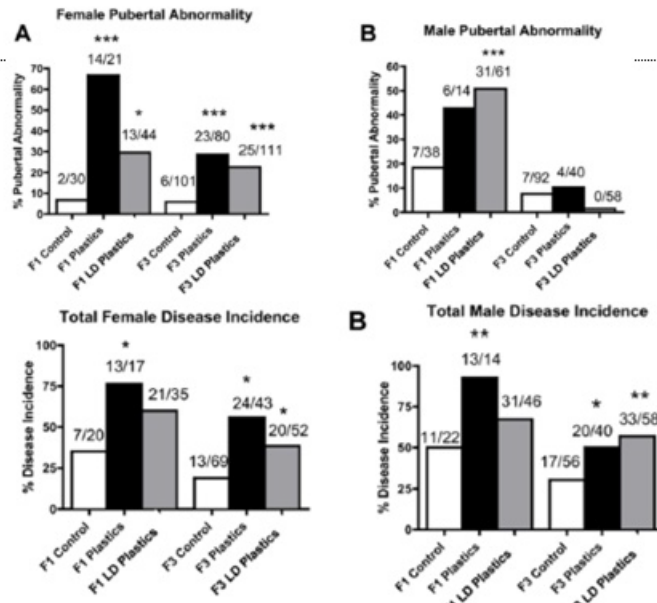 Female Pubertal Abnormality
A
% Pubertal Abnormality
70
60
50
40
30
20
10
0
***
14/21
*
13/44
***
23/80
***
25/111
2/30
6/101
F1 Control
F1 Plastics
F1 LD Plastics
F3 Control
F3 Plastics
F3 LD Plastics
B
Male Pubertal Abnormality
% Pubertal Abnormality
60
50
40
30
20
10
0
***
6/14
31/61
7/38
7/92
4/40
0/58
F1 Control
F1 Plastics
F1 LD Plastics
F3 Control
F3 Plastics
F3 LD Plastics
Total Female Disease Incidence
% Disease Incidence
100
75
50
25
0
*
13/17
21/35
*
24/43
*
20/52
7/20
13/69
F1 Control
F1 Plastics
F1 LD Plastics
F3 Control
F3 Plastics
F3 LD Plastics
B
Total Male Disease Incidence
% Disease Incidence
100
75
50
25
0
**
13/14
31/46
*
20/40
**
33/58
11/22
17/56
F1 Control
F1 Plastics
LD Plastics
F3 Control
F3 Plastics
LD Plastics